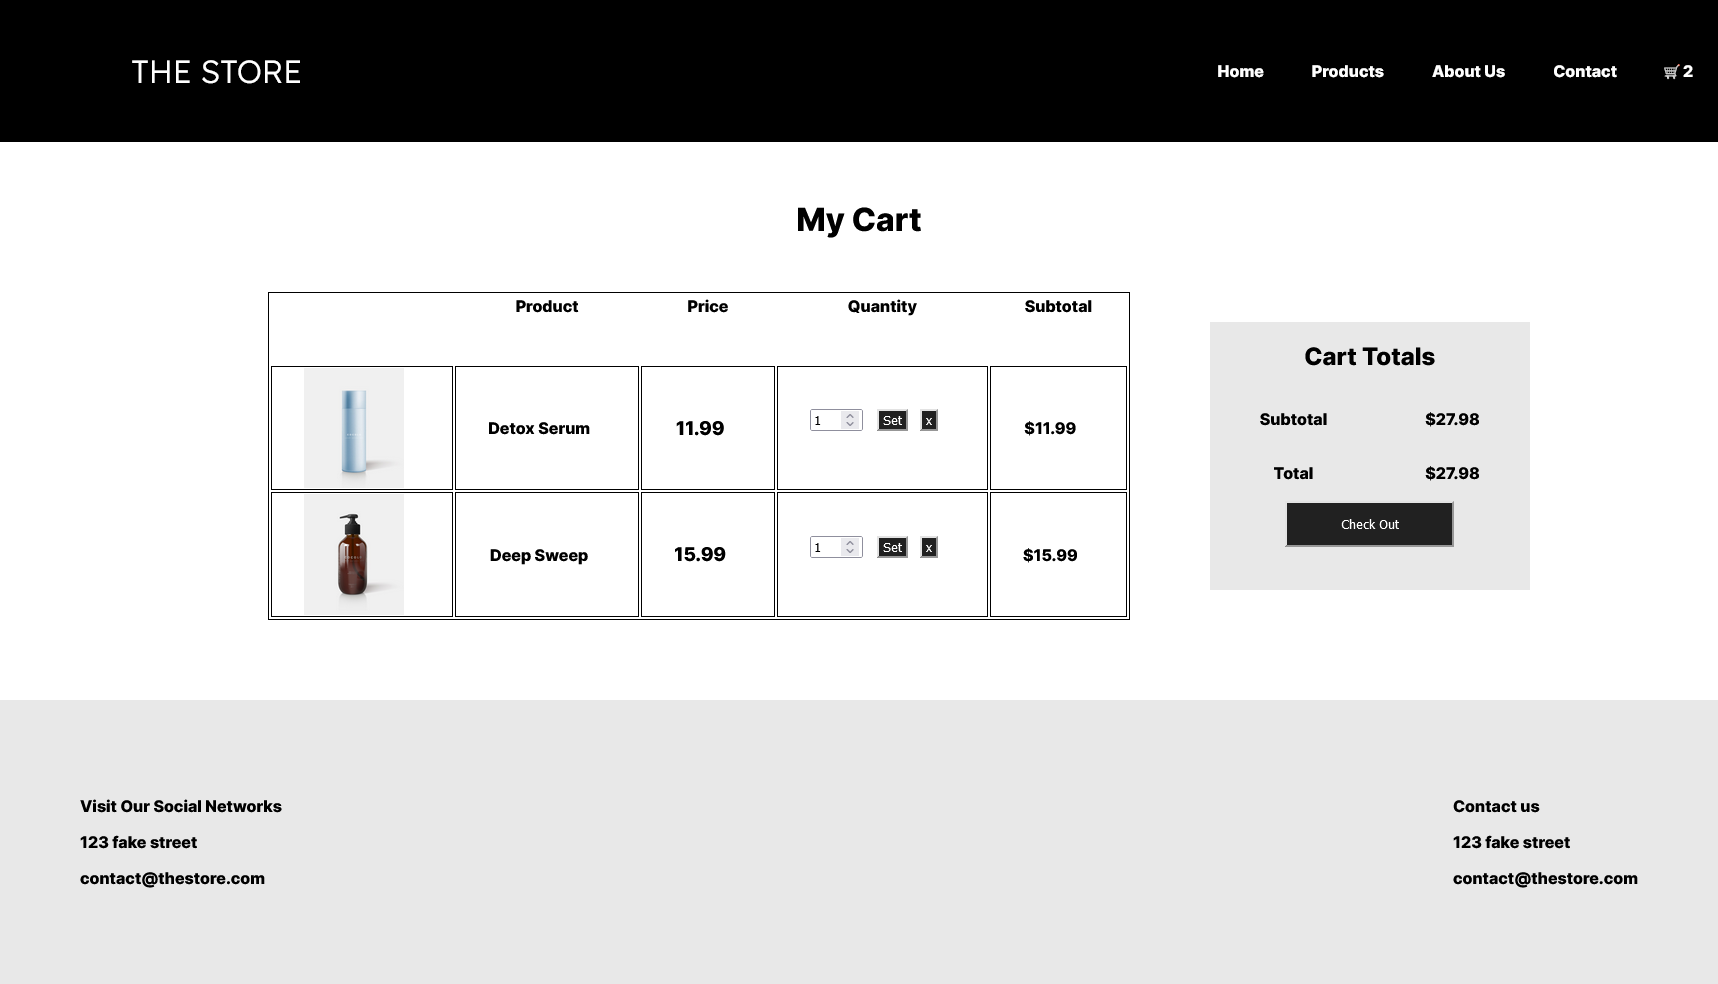 THE STORE
Home Products About Us Contact 🛒 2
My Cart
Product Price Quantity Subtotal
Detox Serum 11.99 1 Set x $11.99
Deep Sweep 15.99 1 Set x $15.99
Cart Totals
Subtotal $27.98
Total $27.98
Check Out
Visit Our Social Networks
123 fake street
contact@thestore.com
Contact us
123 fake street
contact@thestore.com